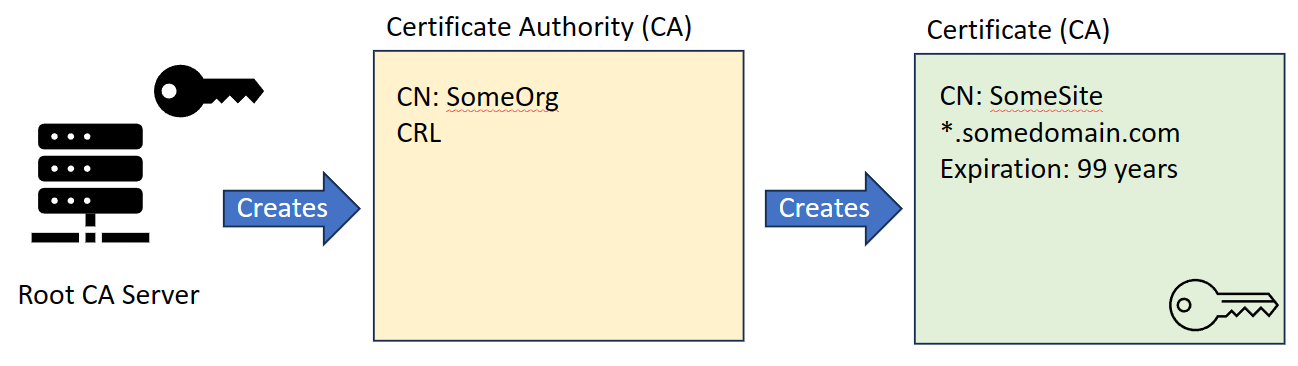 Certificate Authority (CA)
Certificate (CA)
CN: SomeOrg
CRL
CN: SomeSite
*.somedomain.com
Expiration: 99 years
Creates
Creates
Root CA Server